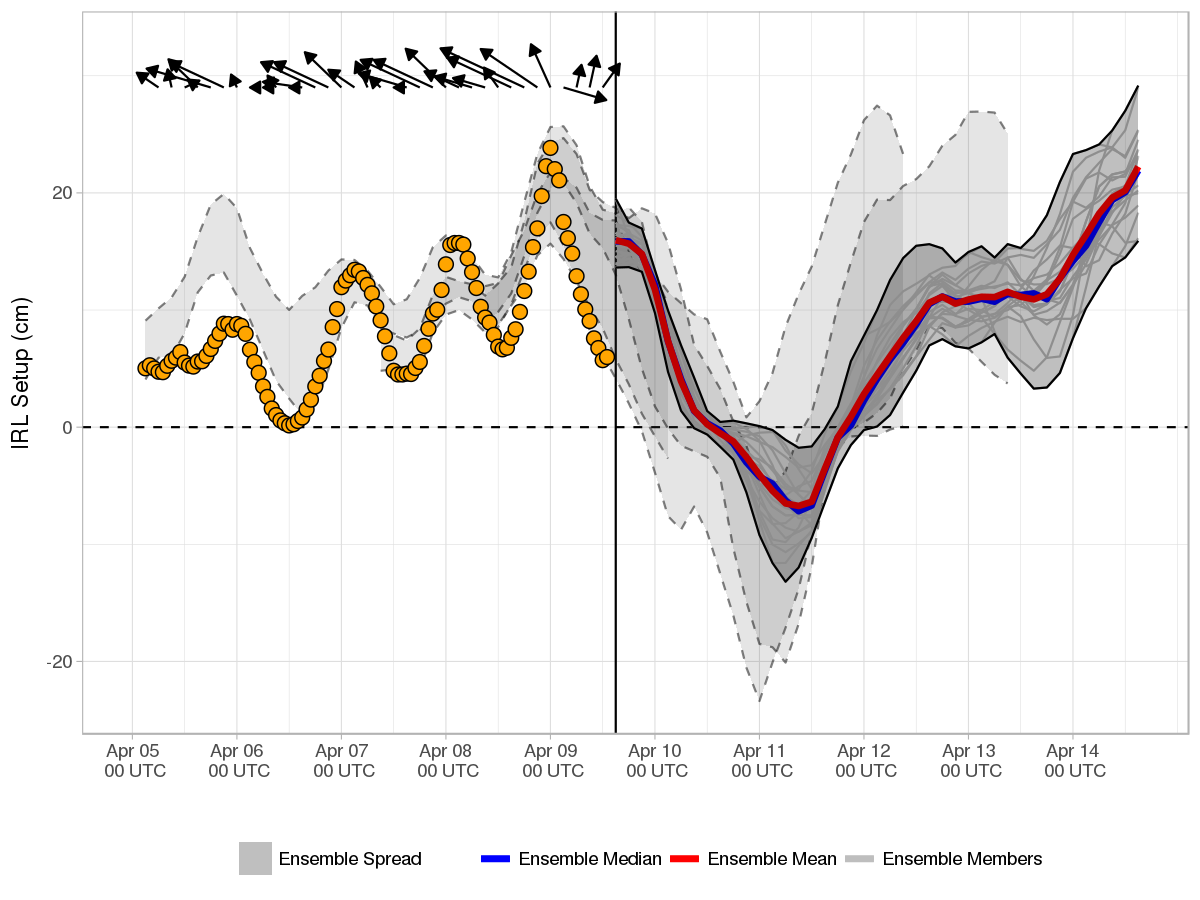 IRL Setup (cm)
20
0
-20
Apr 05 Apr 06 Apr 07 Apr 08 Apr 09 Apr 10 Apr 11 Apr 12 Apr 13 Apr 14
00 UTC 00 UTC 00 UTC 00 UTC 00 UTC 00 UTC 00 UTC 00 UTC 00 UTC 00 UTC
Ensemble Spread Ensemble Median Ensemble Mean Ensemble Members